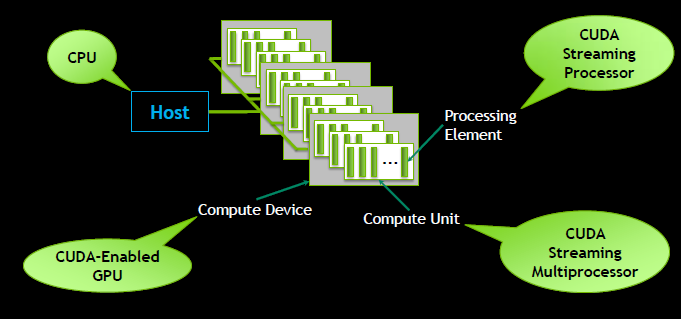 CPU
Host
CUDA
Streaming
Processor
Processing
Element
...
Compute Device
Compute Unit
CUDA-Enabled
GPU
CUDA
Streaming
Multiprocessor